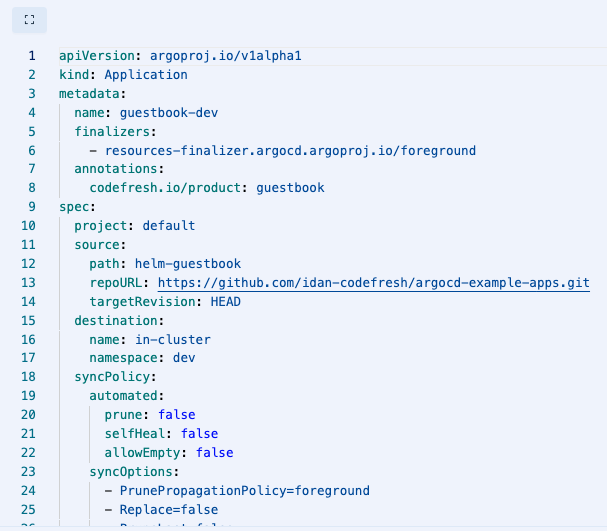 1 apiVersion: argoproj.io/v1alpha1
2 kind: Application
3 metadata:
4   name: guestbook-dev
5   finalizers:
6     - resources-finalizer.argocd.argoproj.io/foreground
7   annotations:
8     codefresh.io/product: guestbook
9 spec:
10   project: default
11   source:
12     path: helm-guestbook
13     repoURL: https://github.com/idan-codefresh/argocd-example-apps.git
14     targetRevision: HEAD
15   destination:
16     name: in-cluster
17     namespace: dev
18   syncPolicy:
19     automated:
20       prune: false
21       selfHeal: false
22       allowEmpty: false
23     syncOptions:
24       - PrunePropagationPolicy=foreground
25       - Replace=false